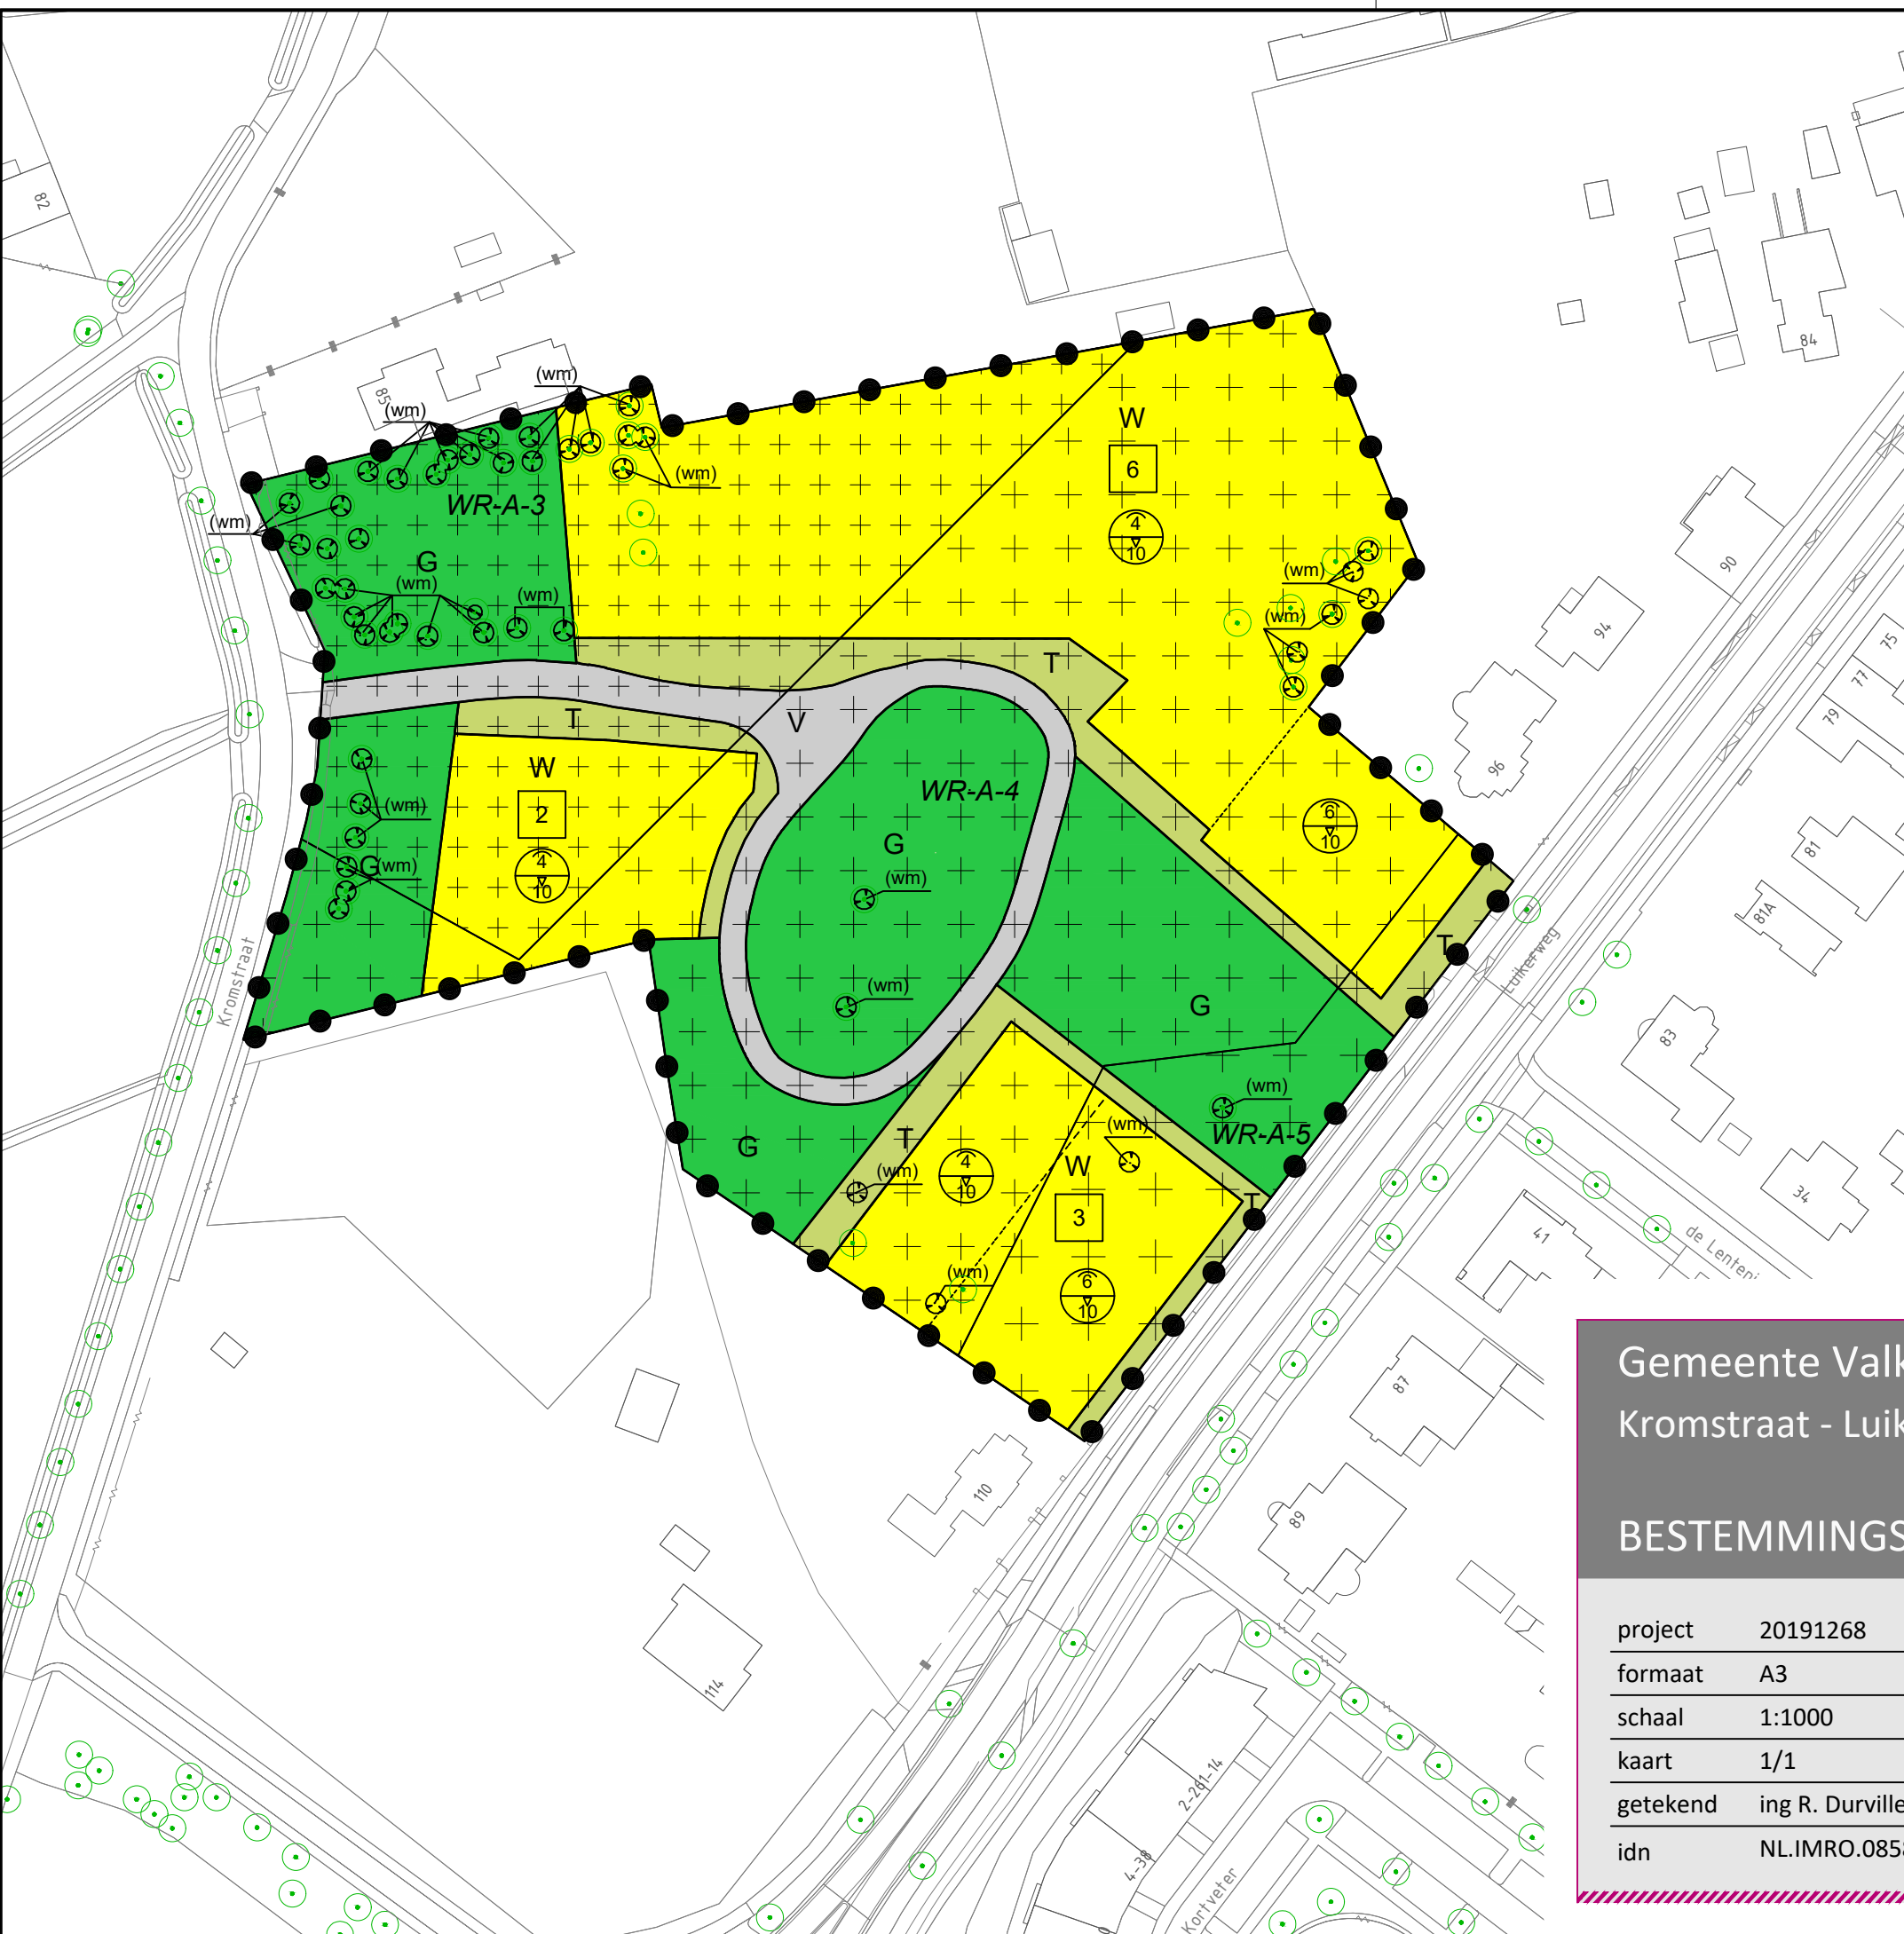 82
85
84
(wm)
(wm)
(wm)
(wm)
WR-A-3
G
(wm)
(wm)
W
6
4
10
(wm)
(wm)
90
94
96
75
77
79
81
81A
83
34
41
87
89
T
T
V
W
2
4
10
(wm)
G
(wm)
WR-A-4
G
(wm)
(wm)
6
10
T
G
(wm)
WR-A-5
G
T
(wm)
4
10
(wm)
W
3
T
(wm)
6
10
Kromstraat
Luikerweg
de Lenteni
110
114
2-261-14
4-38
Kortveter
Gemeente Valk
Kromstraat - Luik
BESTEMMINGS
project 20191268
formaat A3
schaal 1:1000
kaart 1/1
getekend ing R. Durville
idn NL.IMRO.085